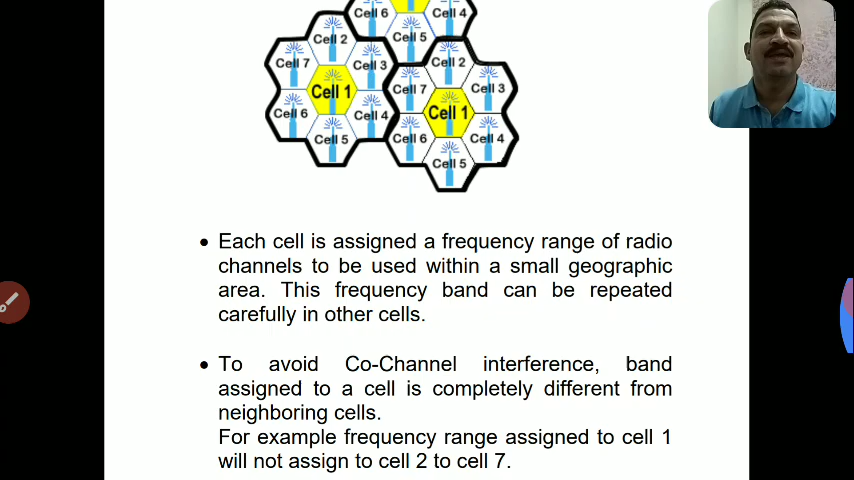 Cell 6
Cell 4
Cell 5
Cell 2
Cell 7
Cell 3
Cell 1
Cell 6
Cell 4
Cell 5
Cell 2
Cell 7
Cell 3
Cell 1
Cell 6
Cell 4
Cell 5
• Each cell is assigned a frequency range of radio
channels to be used within a small geographic
area. This frequency band can be repeated
carefully in other cells.
• To avoid Co-Channel interference, band
assigned to a cell is completely different from
neighboring cells.
For example frequency range assigned to cell 1
will not assign to cell 2 to cell 7.